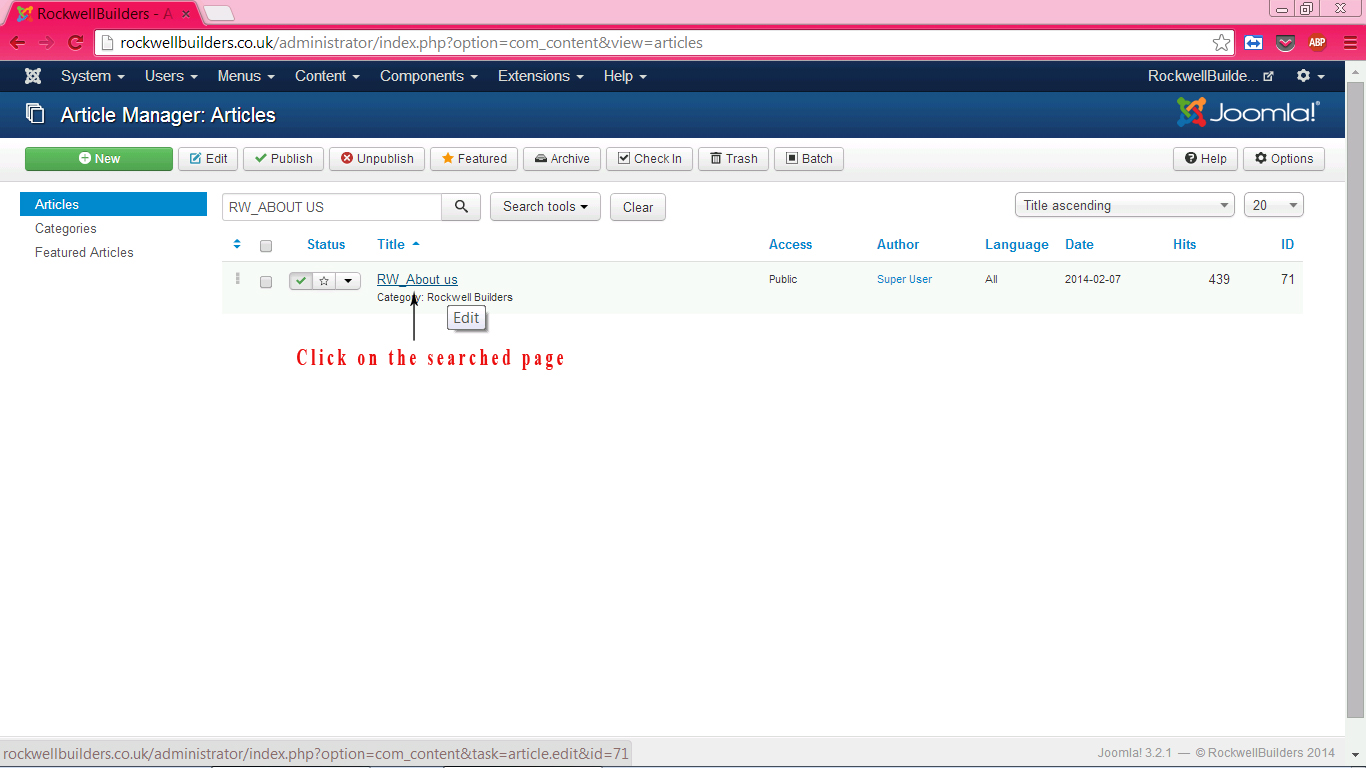 RockwellBuilders - A
rockwellbuilders.co.uk/administrator/index.php?option=com_content&view=articles
ABP
System Users Menus Content Components Extensions Help RockwellBuilde...
Article Manager: Articles Joomla!®
New Edit Publish Unpublish Featured Archive Check In Trash Batch Help Options
Articles
Categories
Featured Articles
RW_ABOUT US Search tools Clear Title ascending 20
Status Title Access Author Language Date Hits ID
RW_About us Public Super User All 2014-02-07 439 71
Category: Rockwell Builders
Edit
Click on the searched page
rockwellbuilders.co.uk/administrator/index.php?option=com_content&task=article.edit&id=71
Joomla! 3.2.1 — © RockwellBuilders 2014